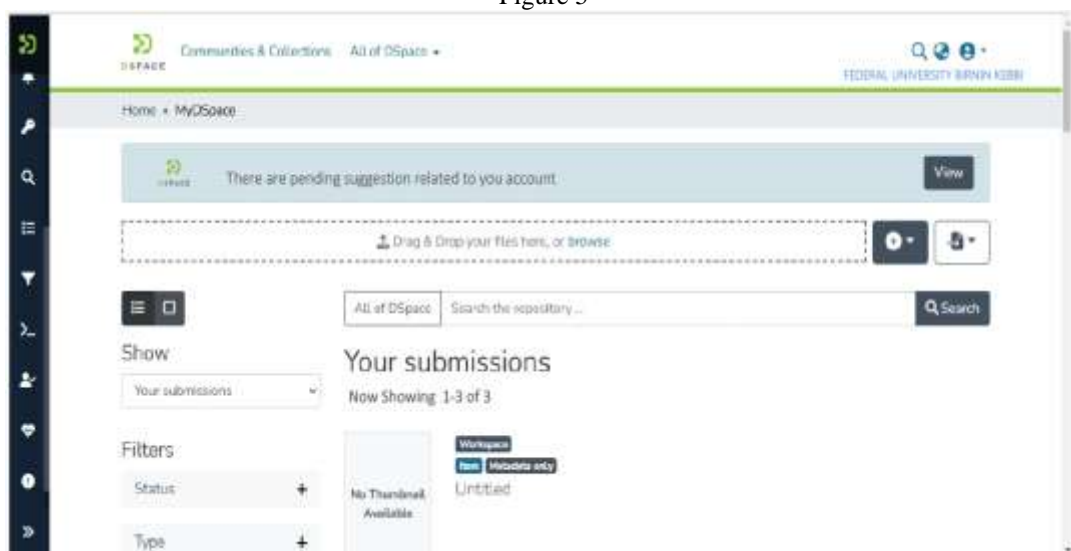 Figure 5
DSPACE
Communities & Collections All of DSpace
FEDERAL UNIVERSITY BIRNIN KEBBI
Home • MyDSpace
There are pending suggestion related to you account
View
Drag & Drop your files here, or browse
All of DSpace Search the repository ...
Search
Show
Your submissions
Your submissions
Now Showing 1-3 of 3
Filters
Status
Type
No Thumbnail
Available
Workspace
Item Metadata only
Untitled